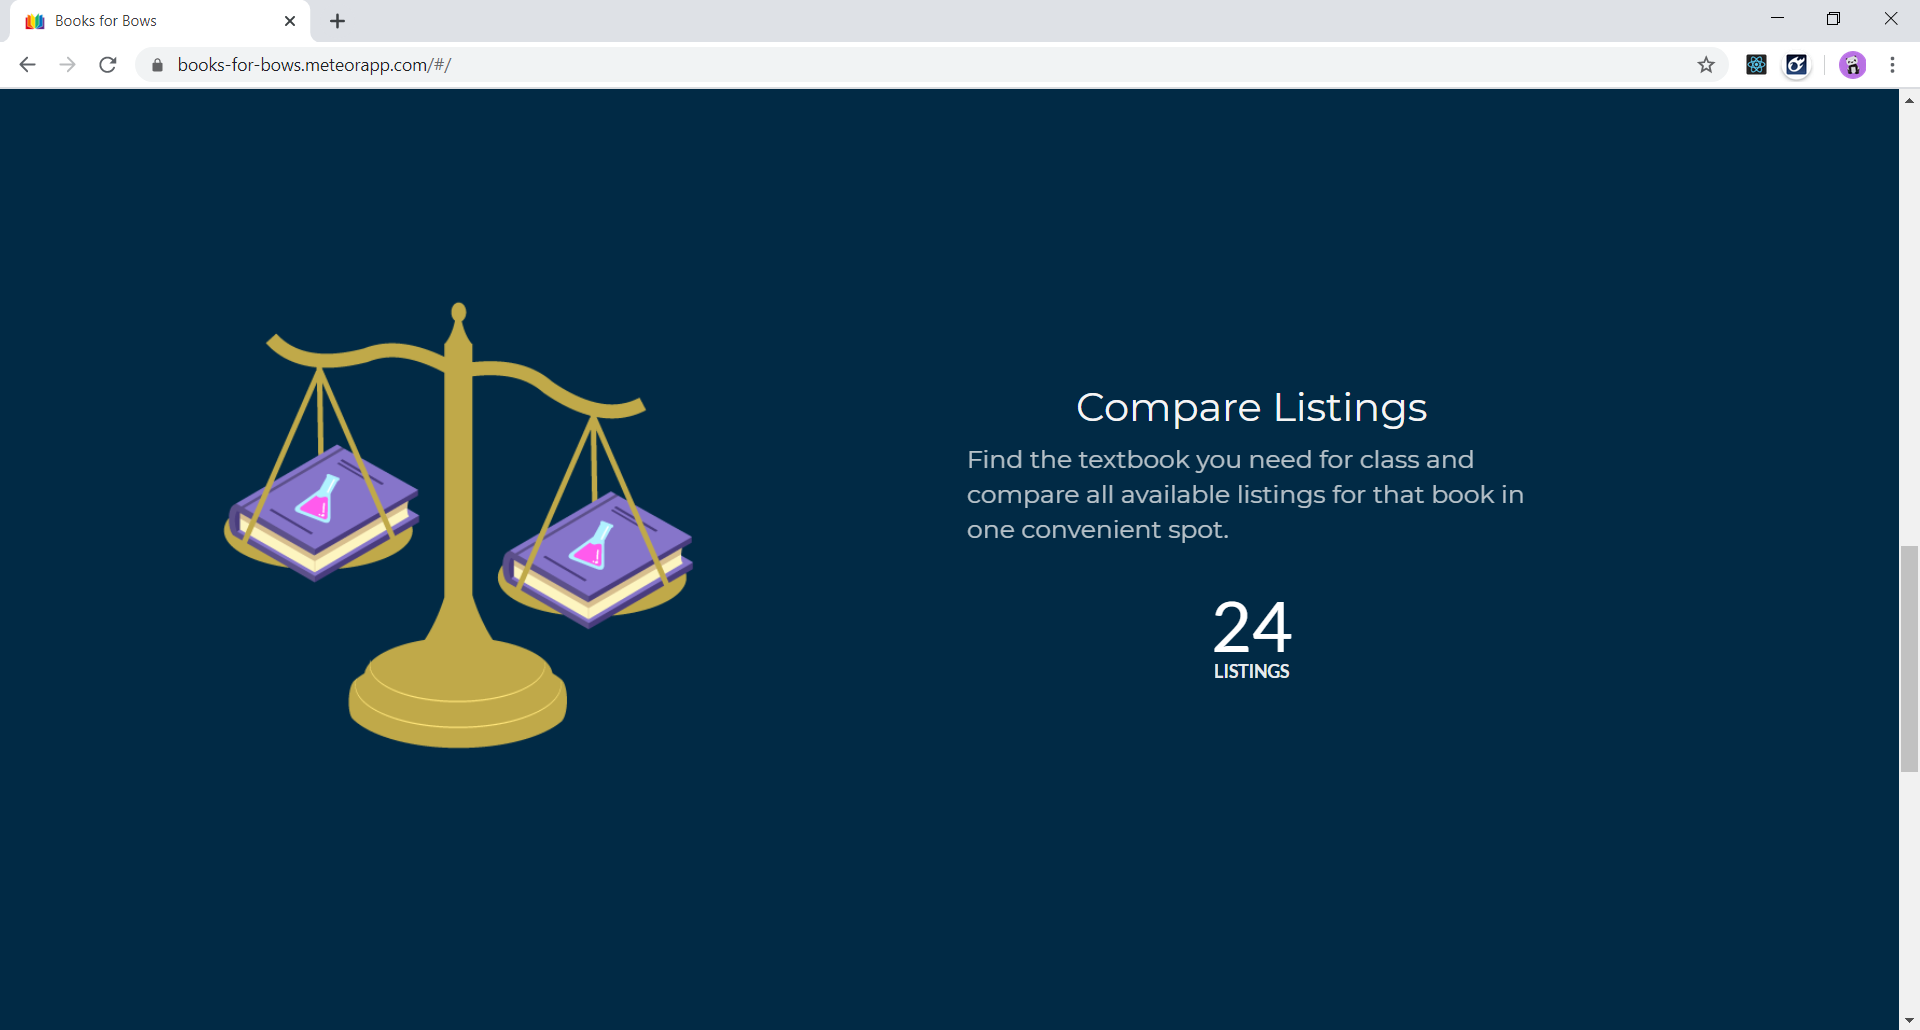 Books for Bows
books-for-bows.meteorapp.com/#/
Compare Listings
Find the textbook you need for class and
compare all available listings for that book in
one convenient spot.
24
LISTINGS